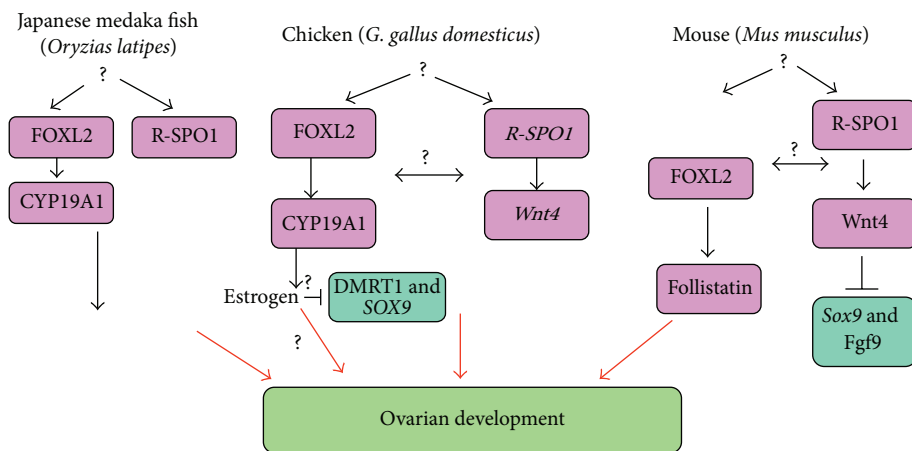 Japanese medaka fish
(Oryzias latipes)
?
FOXL2
R-SPO1
CYP19A1
Chicken (G. gallus domesticus)
?
FOXL2
R-SPO1
?
CYP19A1
Wnt4
?
Estrogen
DMRT1 and
SOX9
?
Mouse (Mus musculus)
?
R-SPO1
?
FOXL2
Wnt4
Follistatin
Sox9 and
Fgf9
Ovarian development